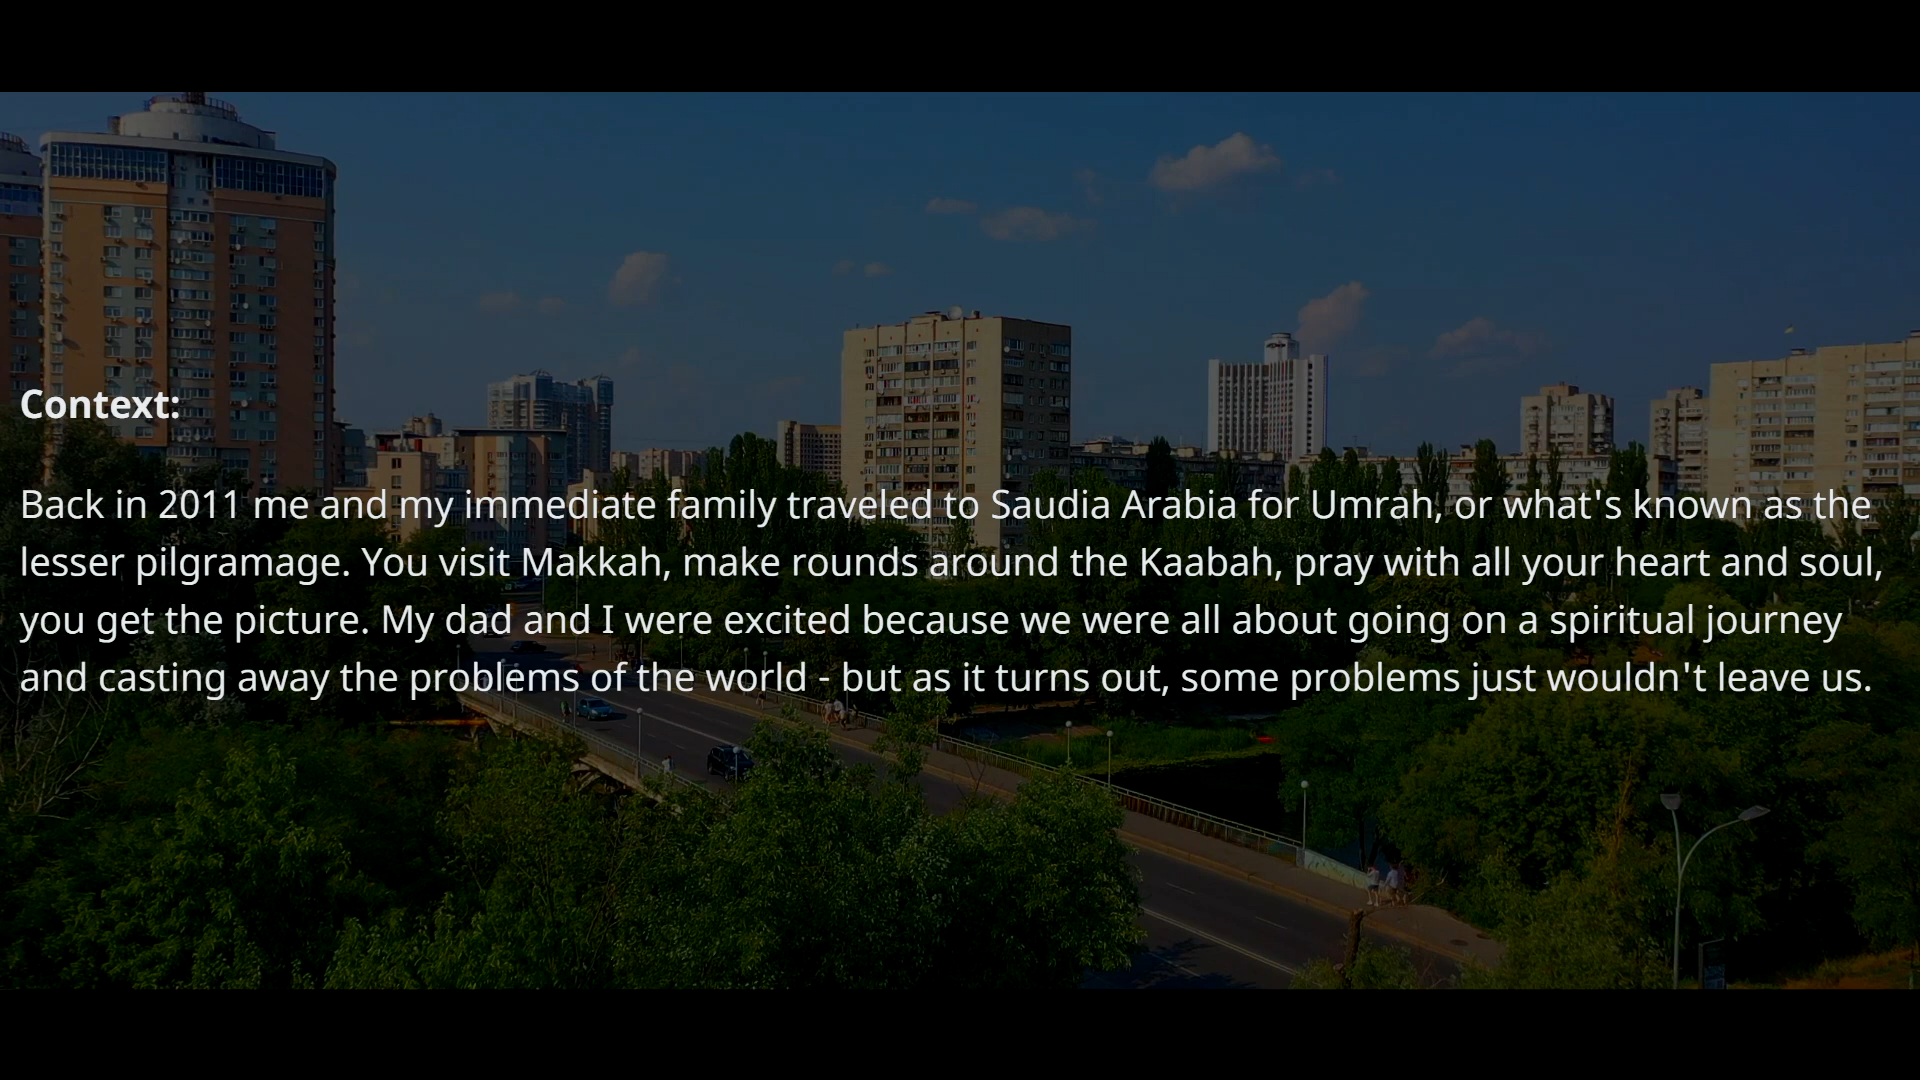 Context:
Back in 2011 me and my immediate family traveled to Saudia Arabia for Umrah, or what's known as the
lesser pilgramage. You visit Makkah, make rounds around the Kaabah, pray with all your heart and soul,
you get the picture. My dad and I were excited because we were all about going on a spiritual journey
and casting away the problems of the world - but as it turns out, some problems just wouldn't leave us.